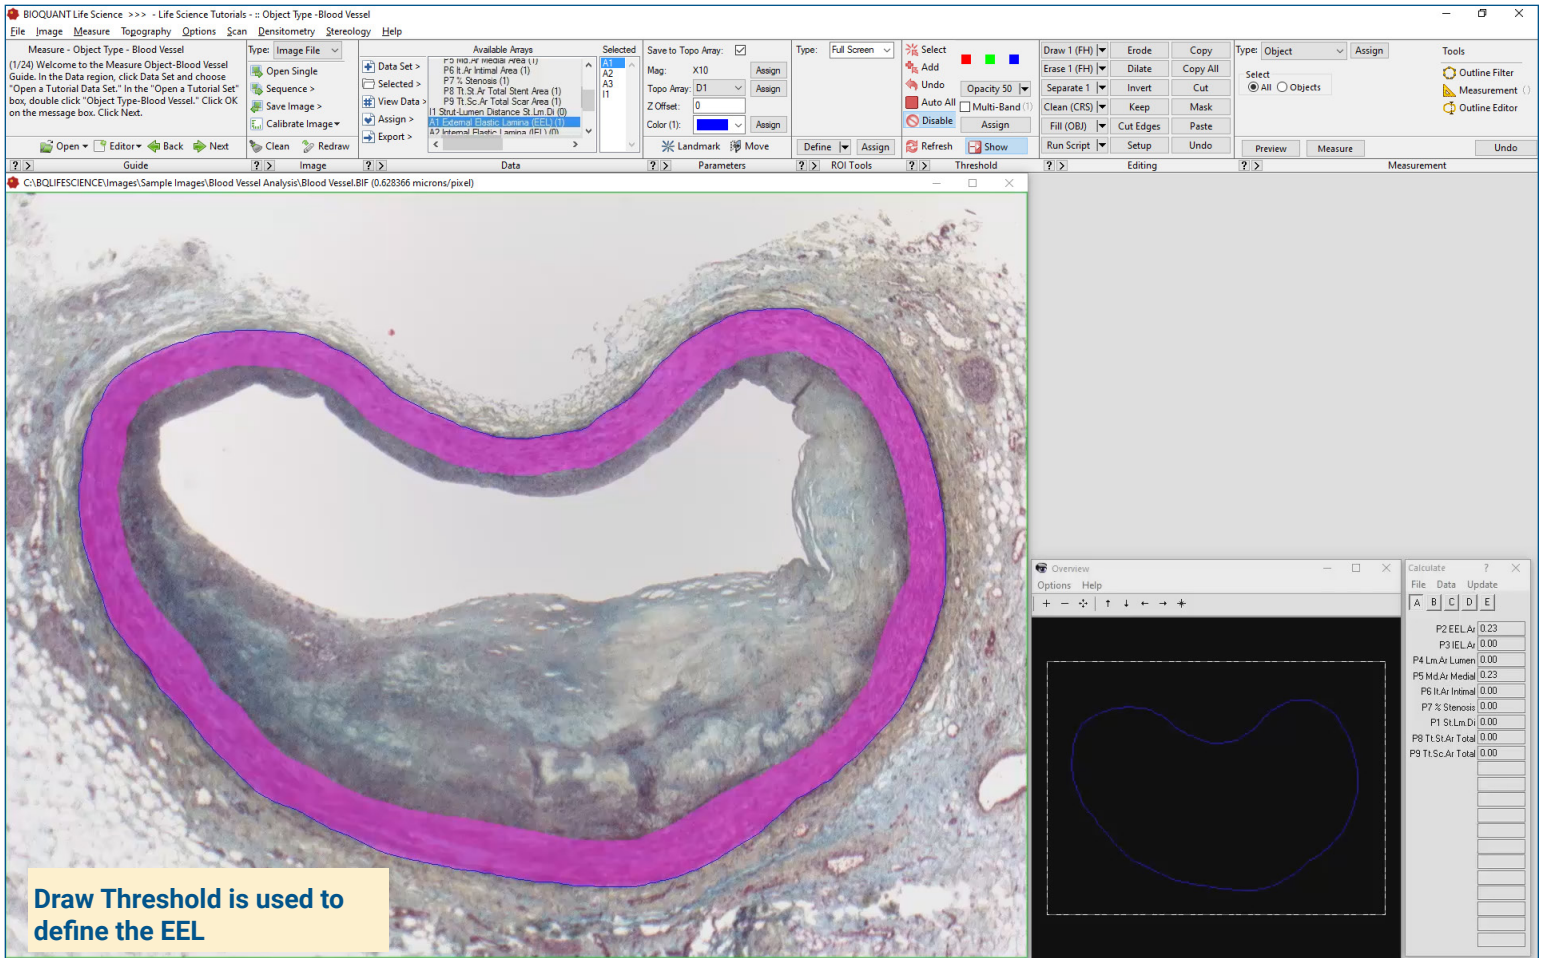 BIOQUANT Life Science >>> - Life Science Tutorials - :: Object Type -Blood Vessel
File Image Measure Topography Options Scan Densitometry Stereology Help
Measure - Object Type - Blood Vessel
(1/24) Welcome to the Measure Object-Blood Vessel
Guide. In the Data region, click Data Set and choose
"Open a Tutorial Data Set." In the "Open a Tutorial Set"
box, double click "Object Type-Blood Vessel." Click OK
on the message box. Click Next.
Open Editor Back Next
? > Guide
Type: Image File
Open Single
Sequence >
Save Image >
Calibrate Image
Clean Redraw
? > Image
Available Arrays Selected
Data Set >
Selected >
View Data >
Assign >
Export >
P5 Md.Ar Medial Area (1)
P6 It.Ar Intimal Area (1)
P7 % Stenosis (1)
P8 Tt.St.Ar Total Stent Area (1)
P9 Tt.Sc.Ar Total Scar Area (1)
I1 Strut-Lumen Distance St.Lm.Di (0)
A1 External Elastic Lamina (EEL) (1)
A2 Internal Elastic Lamina (IEL) (0)
A1
A2
A3
I1
? > Data
Save to Topo Array:
Mag: X10 Assign
Topo Array: D1 Assign
Z Offset: 0
Color (1): Assign
Landmark Move
? > Parameters
Type: Full Screen
Define Assign
? > ROI Tools
Select
Add
Undo Opacity 50
Auto All Multi-Band (1)
Disable Assign
Refresh Show
? > Threshold
Draw 1 (FH) Erode Copy
Erase 1 (FH) Dilate Copy All
Separate 1 Invert Cut
Clean (CRS) Keep Mask
Fill (OBJ) Cut Edges Paste
Run Script Setup Undo
? > Editing
Type: Object Assign
Select
All Objects
Preview Measure
Tools
Outline Filter
Measurement ()
Outline Editor
Undo
? > Measurement
C:\BQLIFESCIENCE\Images\Sample Images\Blood Vessel Analysis\Blood Vessel.BIF (0.628366 microns/pixel)
Draw Threshold is used to
define the EEL
Overview
Options Help
Calculate ?
File Data Update
A B C D E
P2 EEL.Ar 0.23
P3 IEL.Ar 0.00
P4 Lm.Ar Lumen 0.00
P5 Md.Ar Medial 0.23
P6 It.Ar Intimal 0.00
P7 % Stenosis 0.00
P1 St.Lm.Di 0.00
P8 Tt.St.Ar Total 0.00
P9 Tt.Sc.Ar Total 0.00